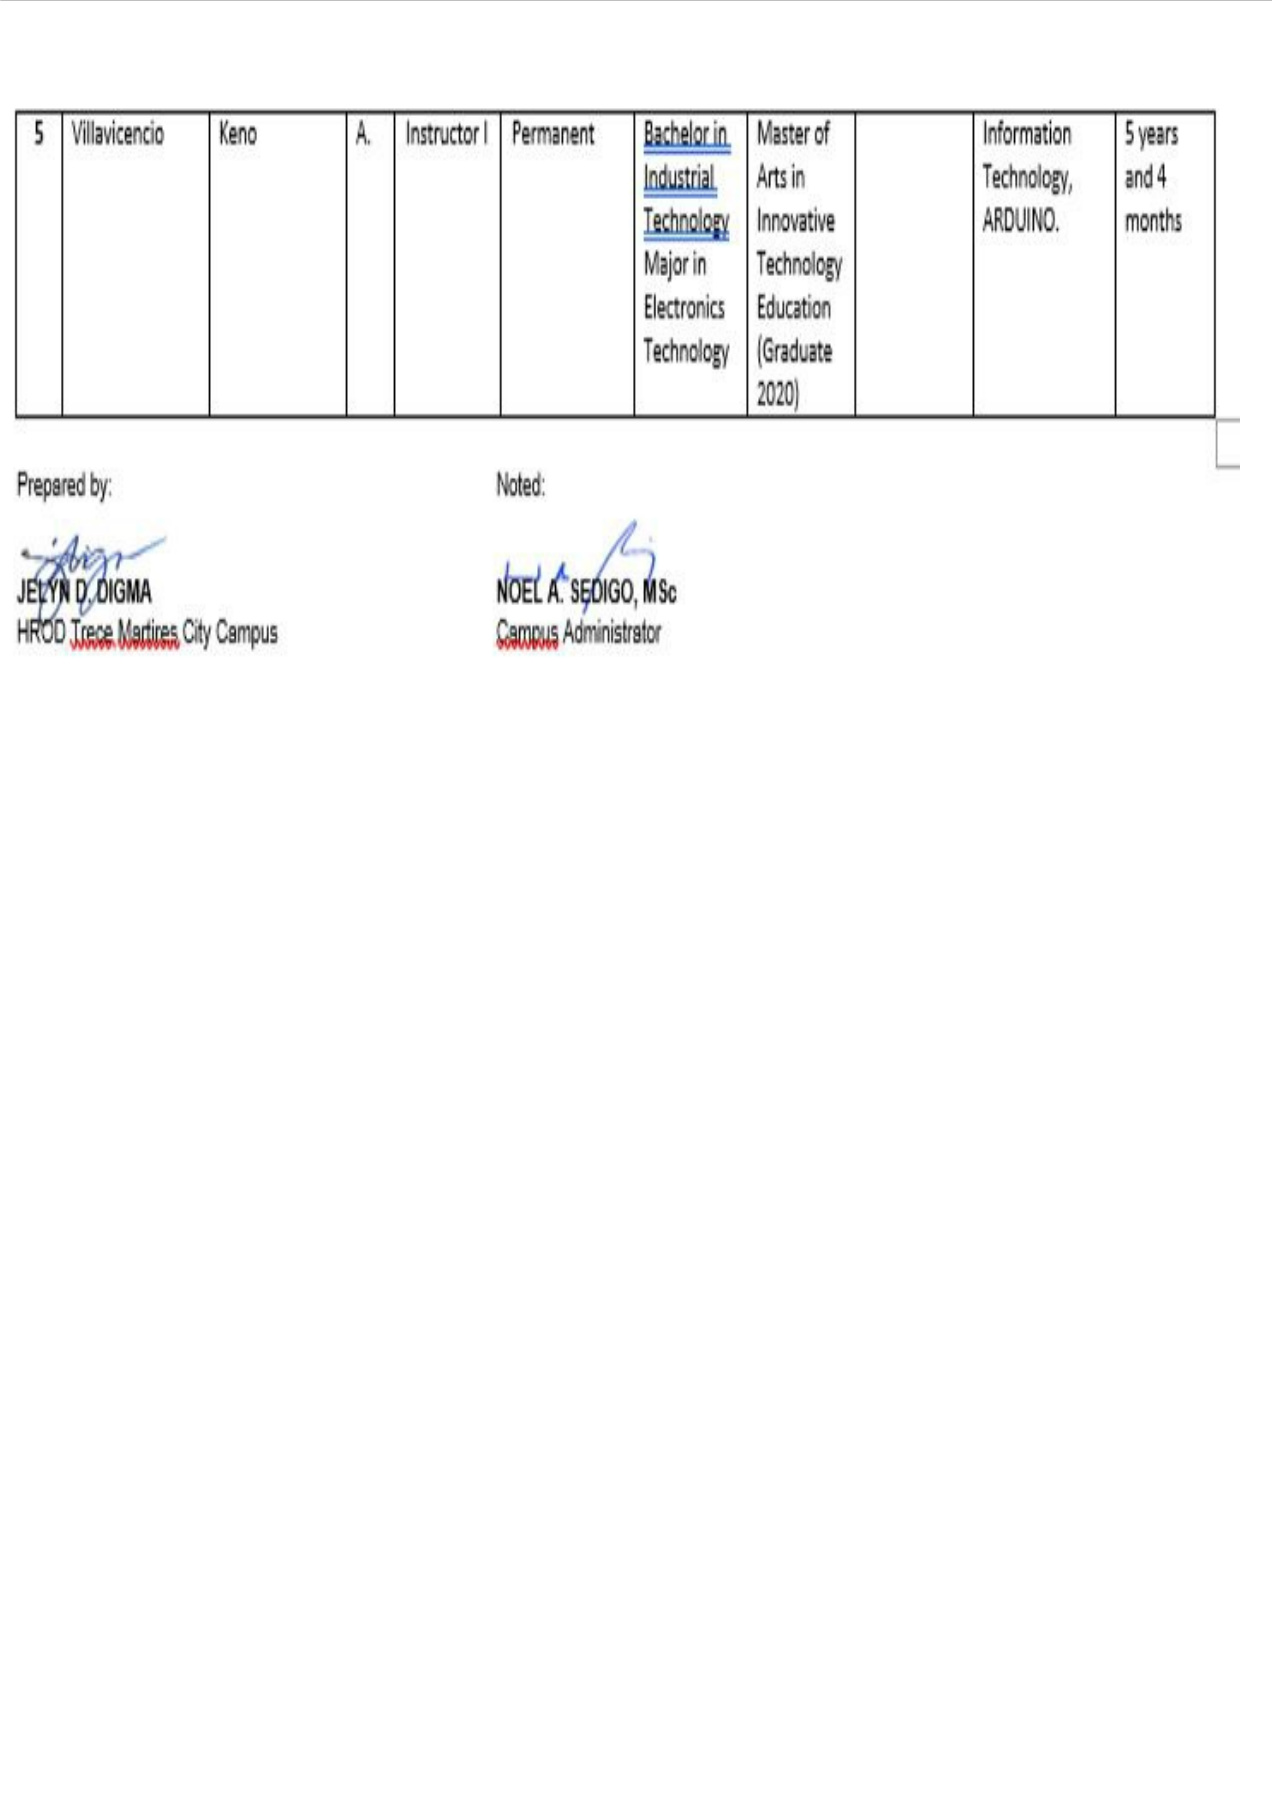 5 Villavicencio Keno A. Instructor I Permanent Bachelor in Master of Information 5 years
Industrial Arts in Technology, and 4
Technology Innovative ARDUINO. months
Major in Technology
Electronics Education
Technology (Graduate
2020)
Prepared by: Noted:
JELYN D. DIGMA NOEL A. SEDIGO, MSc
HROD Trece Martires City Campus Campus Administrator